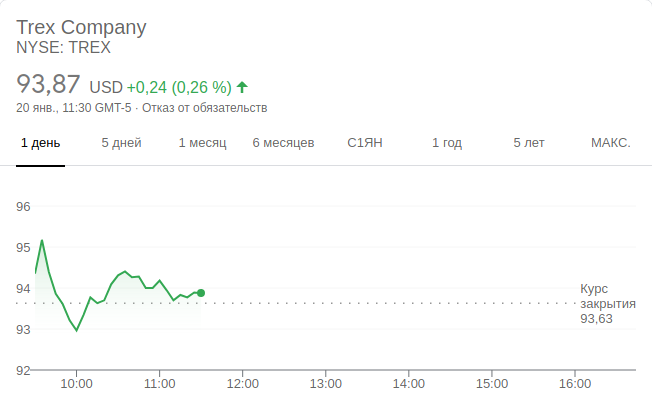 Trex Company
NYSE: TREX
93,87 USD +0,24 (0,26 %)
20 янв., 11:30 GMT-5 · Отказ от обязательств
1 день 5 дней 1 месяц 6 месяцев С1ЯН 1 год 5 лет МАКС.
96
95
94
93
92
Курс
закрытия
93,63
10:00 11:00 12:00 13:00 14:00 15:00 16:00